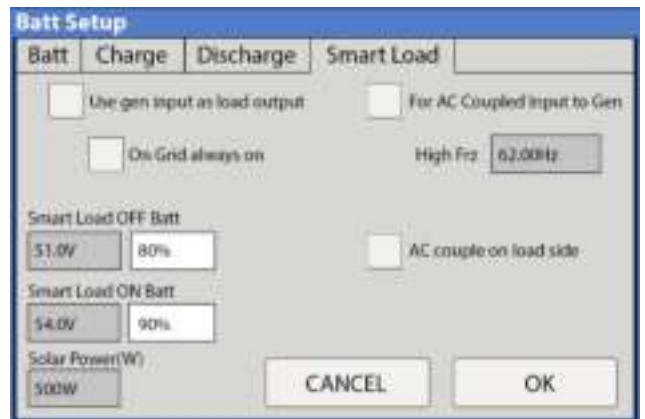 Batt Setup
Batt Charge Discharge Smart Load
Use gen input as load output
For AC Coupled Input to Gen
On Grid always on
High Frz 62.00Hz
Smart Load OFF Batt
51.0V 80%
AC couple on load side
Smart Load ON Batt
54.0V 90%
Solar Power(W)
500W
CANCEL OK